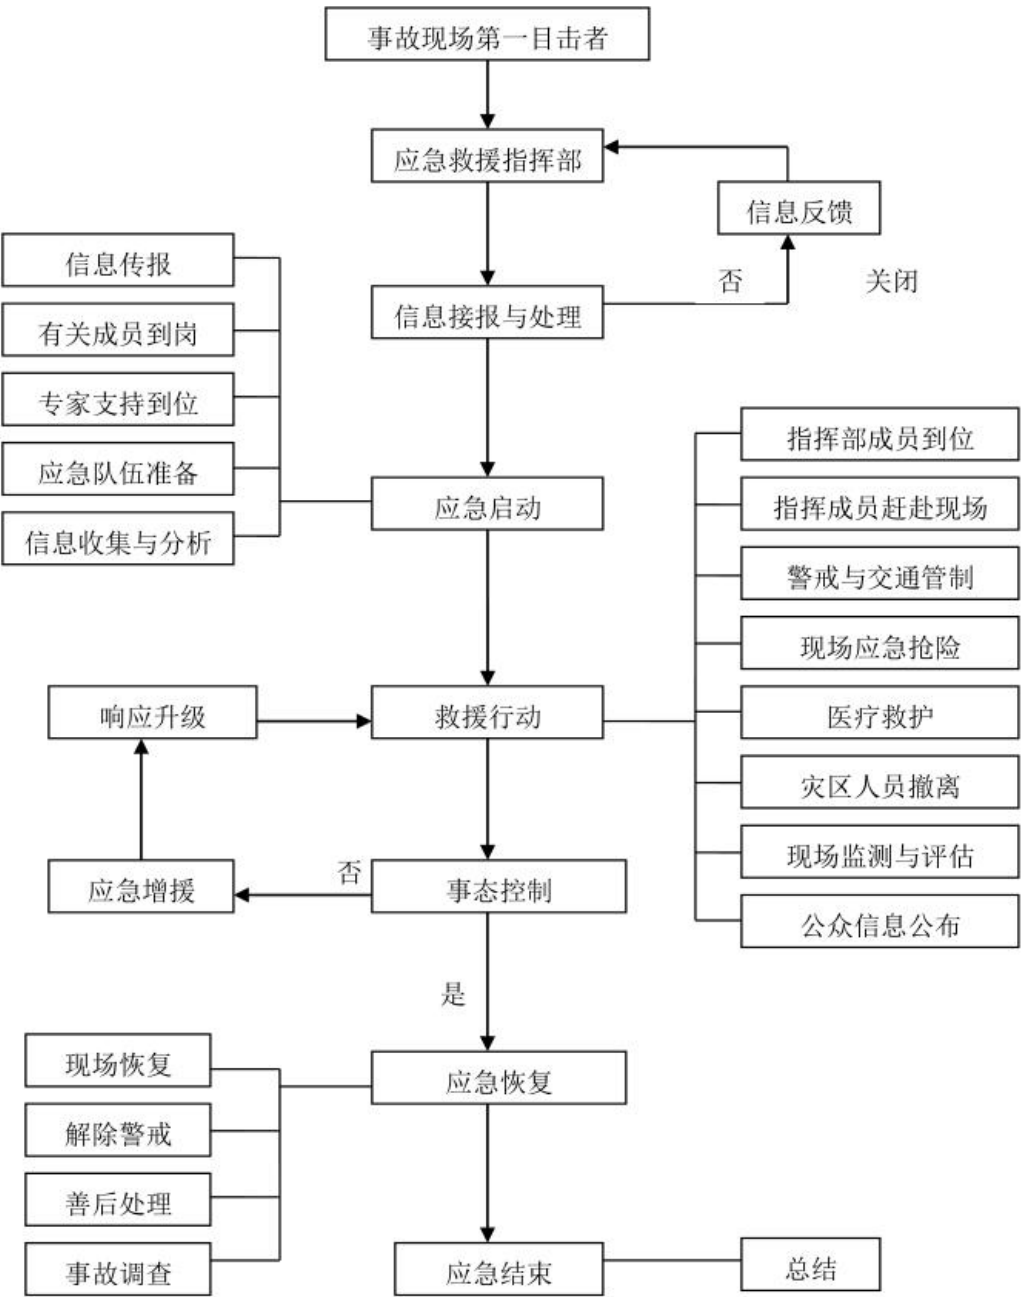 事故现场第一目击者
应急救援指挥部
信息反馈
信息传报
否
关闭
信息接报与处理
有关成员到岗
专家支持到位
指挥部成员到位
应急队伍准备
应急启动
指挥成员赶赴现场
信息收集与分析
警戒与交通管制
现场应急抢险
响应升级
救援行动
医疗救护
灾区人员撤离
现场监测与评估
否
应急增援
事态控制
公众信息公布
是
现场恢复
应急恢复
解除警戒
善后处理
事故调查
应急结束
总结